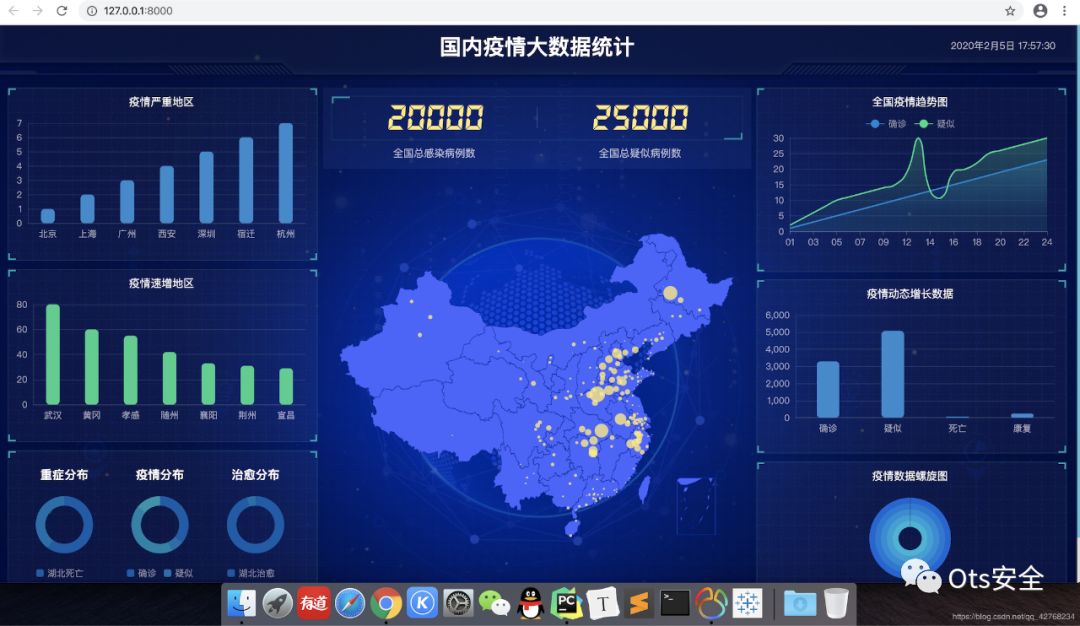 127.0.0.1:8000
国内疫情大数据统计
2020年2月5日 17:57:30
疫情严重地区
7
6
5
4
3
2
1
0
北京 上海 广州 西安 深圳 宿迁 杭州
疫情速增地区
80
60
40
20
0
武汉 黄冈 孝感 随州 襄阳 荆州 宜昌
重症分布 疫情分布 治愈分布
湖北死亡 确诊 疑似 湖北治愈
20000 25000
全国总感染病例数 全国总疑似病例数
全国疫情趋势图
确诊 疑似
30
25
20
15
10
5
0
01 03 05 07 09 12 14 16 18 20 22 24
疫情动态增长数据
6,000
5,000
4,000
3,000
2,000
1,000
0
确诊 疑似 死亡 康复
疫情数据螺旋图
Ots安全
有道 K PC T
https://blog.csdn.net/qq_42768234